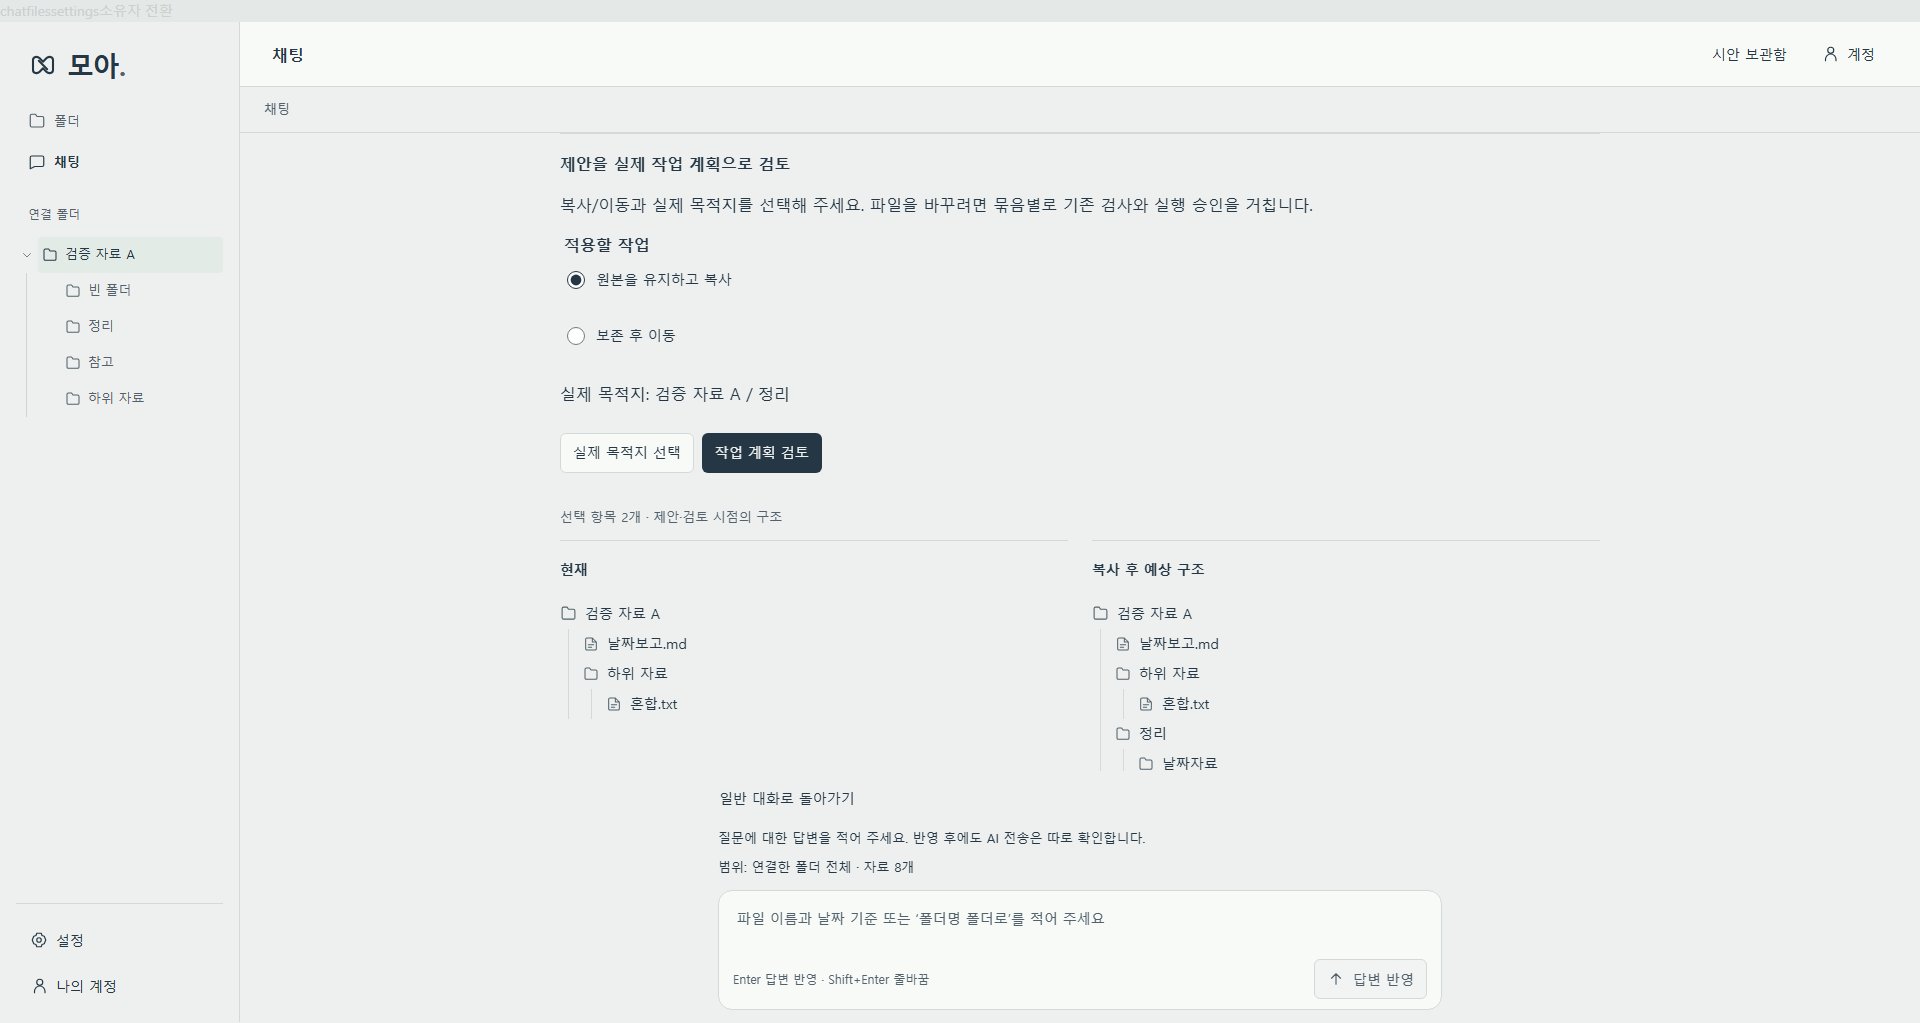 chatfilessettings소유자 전환
모아.
폴더
채팅
연결 폴더
검증 자료 A
빈 폴더
정리
참고
하위 자료
설정
나의 계정
채팅
시안 보관함
계정
채팅
제안을 실제 작업 계획으로 검토
복사/이동과 실제 목적지를 선택해 주세요. 파일을 바꾸려면 묶음별로 기존 검사와 실행 승인을 거칩니다.
적용할 작업
원본을 유지하고 복사
보존 후 이동
실제 목적지: 검증 자료 A / 정리
실제 목적지 선택
작업 계획 검토
선택 항목 2개 · 제안·검토 시점의 구조
현재
검증 자료 A
날짜보고.md
하위 자료
혼합.txt
복사 후 예상 구조
검증 자료 A
날짜보고.md
하위 자료
혼합.txt
정리
날짜자료
일반 대화로 돌아가기
질문에 대한 답변을 적어 주세요. 반영 후에도 AI 전송은 따로 확인합니다.
범위: 연결한 폴더 전체 · 자료 8개
파일 이름과 날짜 기준 또는 ‘폴더명 폴더로’를 적어 주세요
Enter 답변 반영 · Shift+Enter 줄바꿈
답변 반영